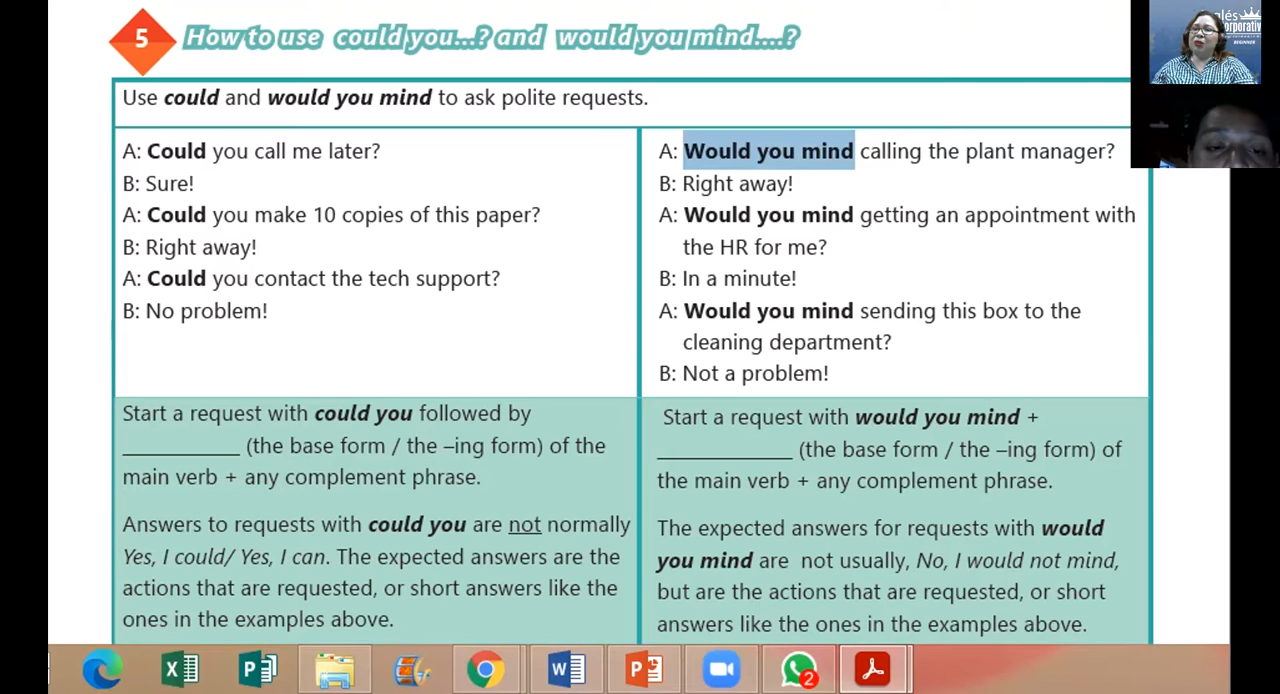 5
How to use could you...? and would you mind....?
Use could and would you mind to ask polite requests.
A: Could you call me later?
B: Sure!
A: Could you make 10 copies of this paper?
B: Right away!
A: Could you contact the tech support?
B: No problem!
A: Would you mind calling the plant manager?
B: Right away!
A: Would you mind getting an appointment with
the HR for me?
B: In a minute!
A: Would you mind sending this box to the
cleaning department?
B: Not a problem!
Start a request with could you followed by
___________ (the base form / the –ing form) of the
main verb + any complement phrase.
Answers to requests with could you are not normally
Yes, I could/ Yes, I can. The expected answers are the
actions that are requested, or short answers like the
ones in the examples above.
Start a request with would you mind +
_____________ (the base form / the –ing form) of
the main verb + any complement phrase.
The expected answers for requests with would
you mind are not usually, No, I would not mind,
but are the actions that are requested, or short
answers like the ones in the examples above.
BEGINNER
2